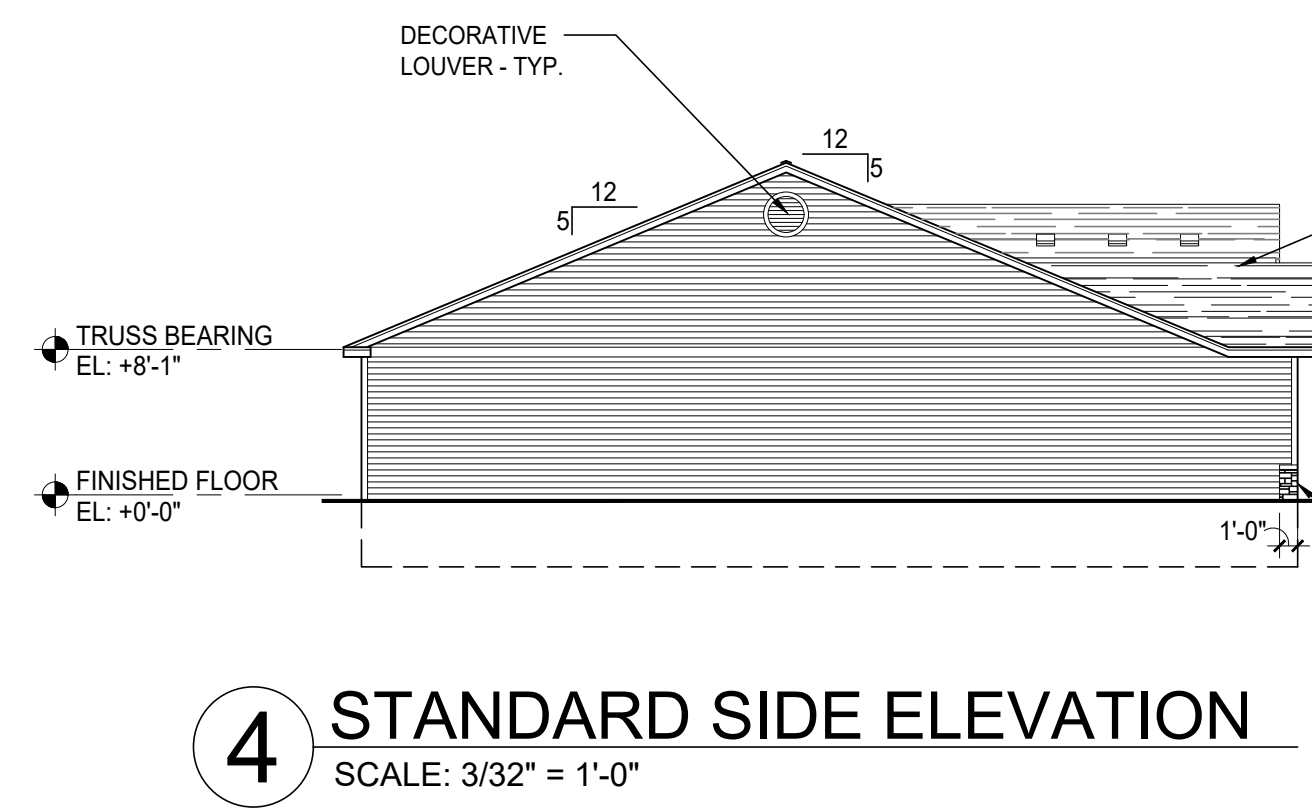 DECORATIVE
LOUVER - TYP.
12
5
12
5
TRUSS BEARING
EL: +8'-1"
FINISHED FLOOR
EL: +0'-0"
1'-0"
4
STANDARD SIDE ELEVATION
SCALE: 3/32" = 1'-0"